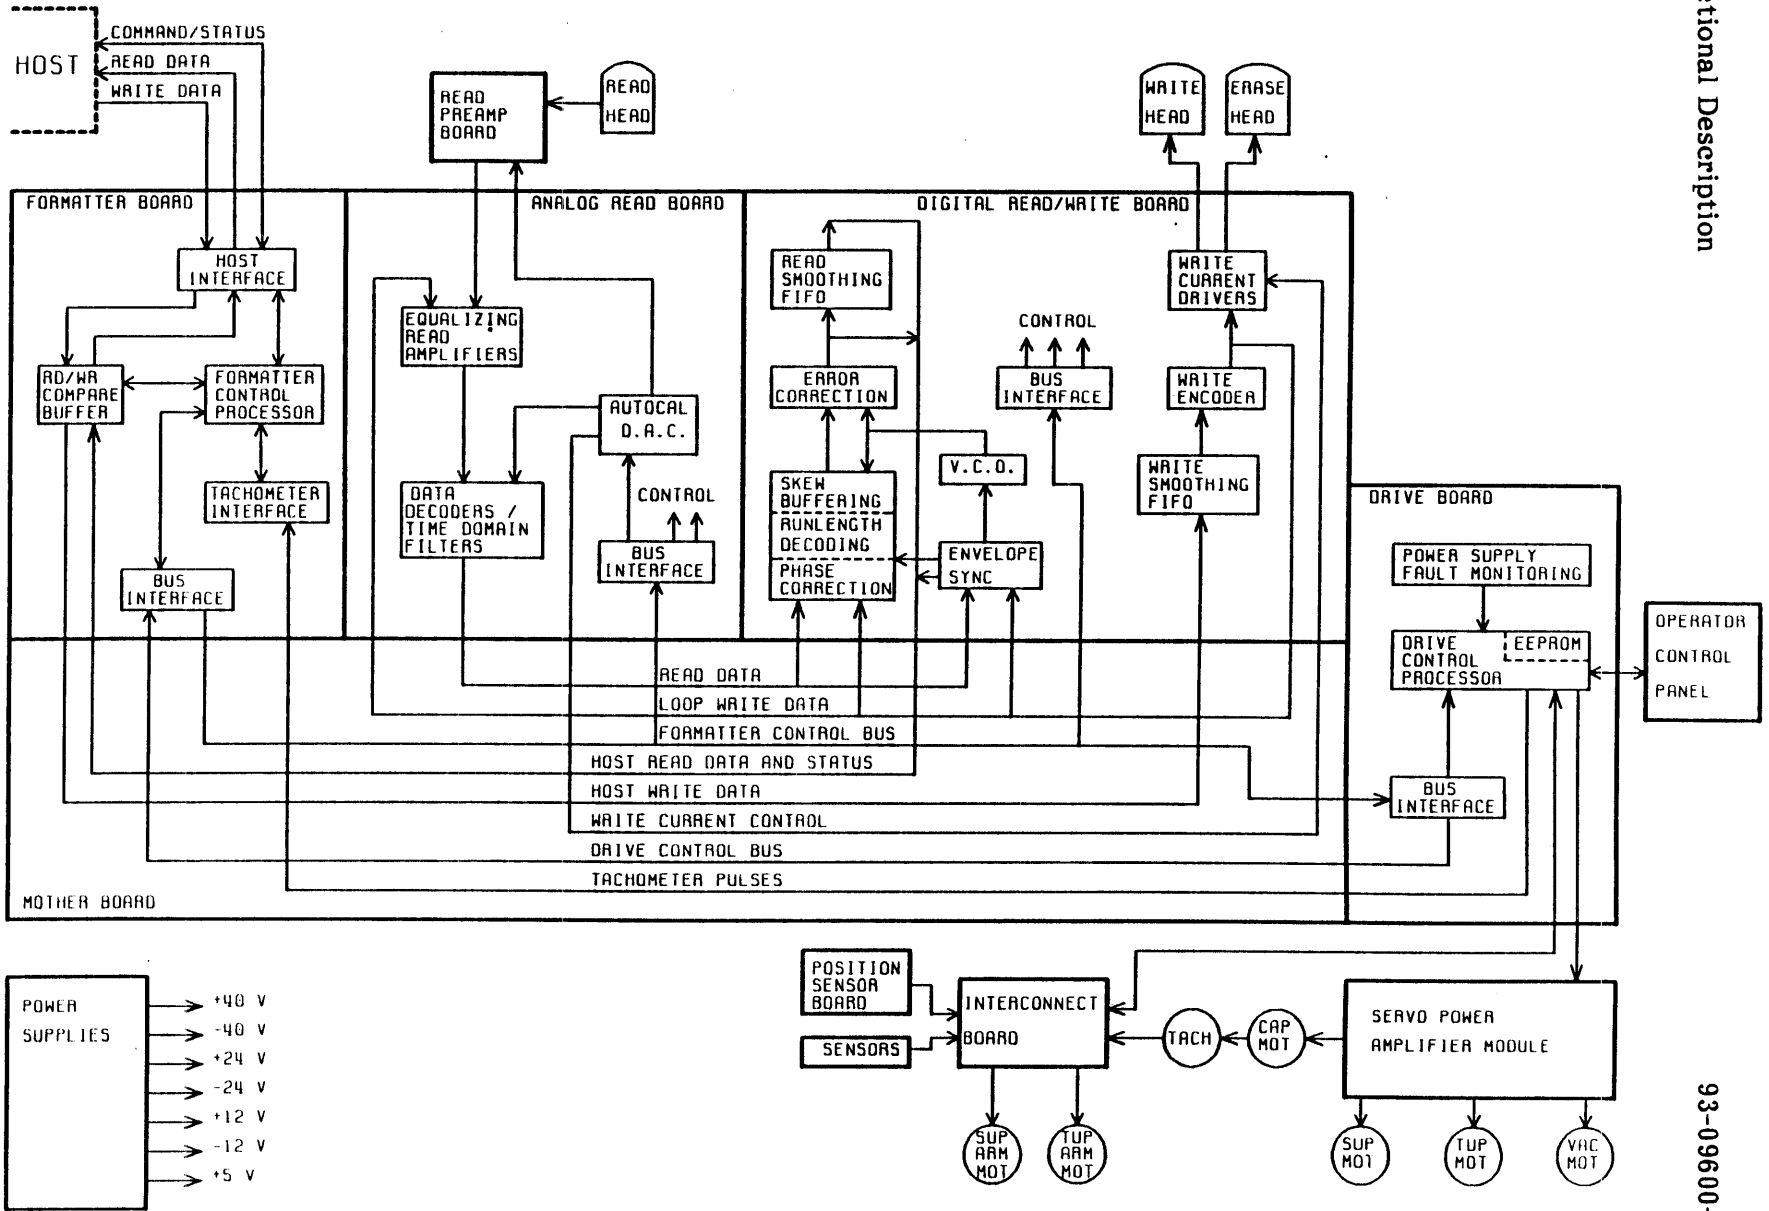 COMMAND/STATUS
HOST
READ DATA
WRITE DATA
READ
PREAMP
BOARD
READ
HEAD
WRITE
HEAD
ERASE
HEAD
FORMATTER BOARD
ANALOG READ BOARD
DIGITAL READ/WRITE BOARD
HOST
INTERFACE
RD/WR
COMPARE
BUFFER
FORMATTER
CONTROL
PROCESSOR
TACHOMETER
INTERFACE
BUS
INTERFACE
EQUALIZING
READ
AMPLIFIERS
AUTOCAL
D.A.C.
DATA
DECODERS /
TIME DOMAIN
FILTERS
CONTROL
BUS
INTERFACE
READ
SMOOTHING
FIFO
ERROR
CORRECTION
SKEW
BUFFERING
RUNLENGTH
DECODING
PHASE
CORRECTION
V.C.O.
ENVELOPE
SYNC
CONTROL
BUS
INTERFACE
WRITE
CURRENT
DRIVERS
WRITE
ENCODER
WRITE
SMOOTHING
FIFO
DRIVE BOARD
POWER SUPPLY
FAULT MONITORING
DRIVE
CONTROL
PROCESSOR
EEPROM
OPERATOR
CONTROL
PANEL
BUS
INTERFACE
READ DATA
LOOP WRITE DATA
FORMATTER CONTROL BUS
HOST READ DATA AND STATUS
HOST WRITE DATA
WRITE CURRENT CONTROL
DRIVE CONTROL BUS
TACHOMETER PULSES
MOTHER BOARD
POWER
SUPPLIES
+40 V
-40 V
+24 V
-24 V
+12 V
-12 V
+5 V
POSITION
SENSOR
BOARD
SENSORS
INTERCONNECT
BOARD
TACH
CAP
MOT
SERVO POWER
AMPLIFIER MODULE
SUP
ARM
MOT
TUP
ARM
MOT
SUP
MOT
TUP
MOT
VAC
MOT
tional Description
93-09600-